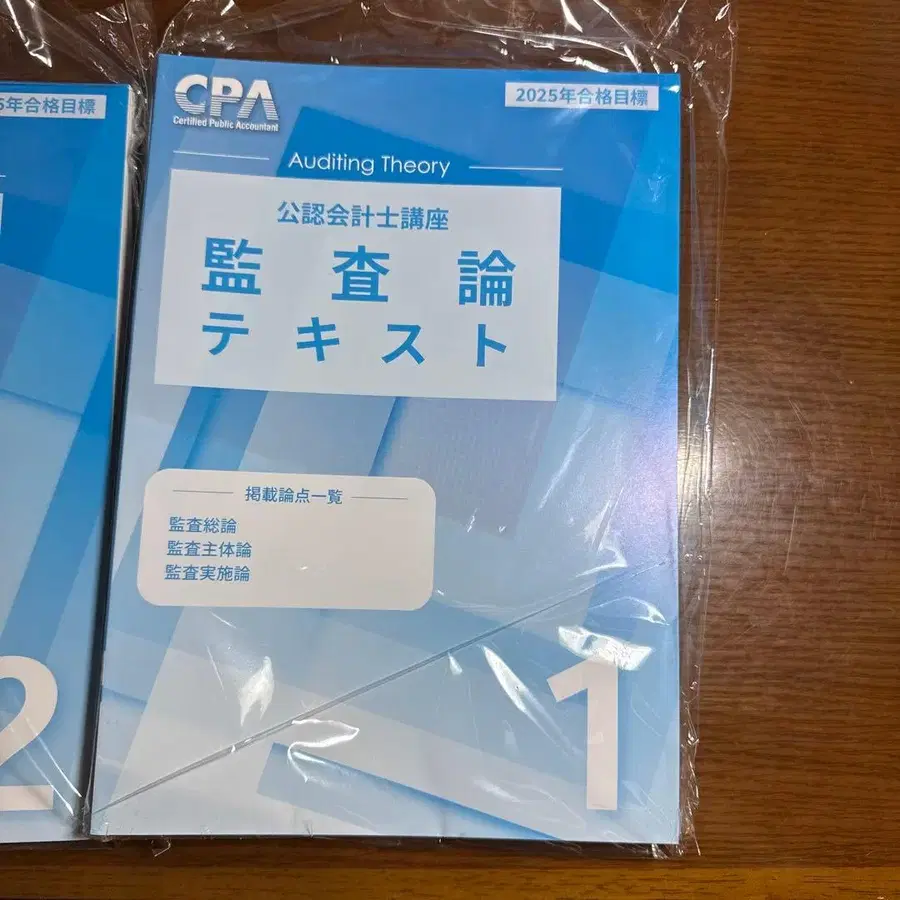 5年合格目標
2
CPA
Certified Public Accountant
2025年合格目標
Auditing Theory
公認会計士講座
監査論
テキスト
掲載論点一覧
監査総論
監査主体論
監査実施論
1